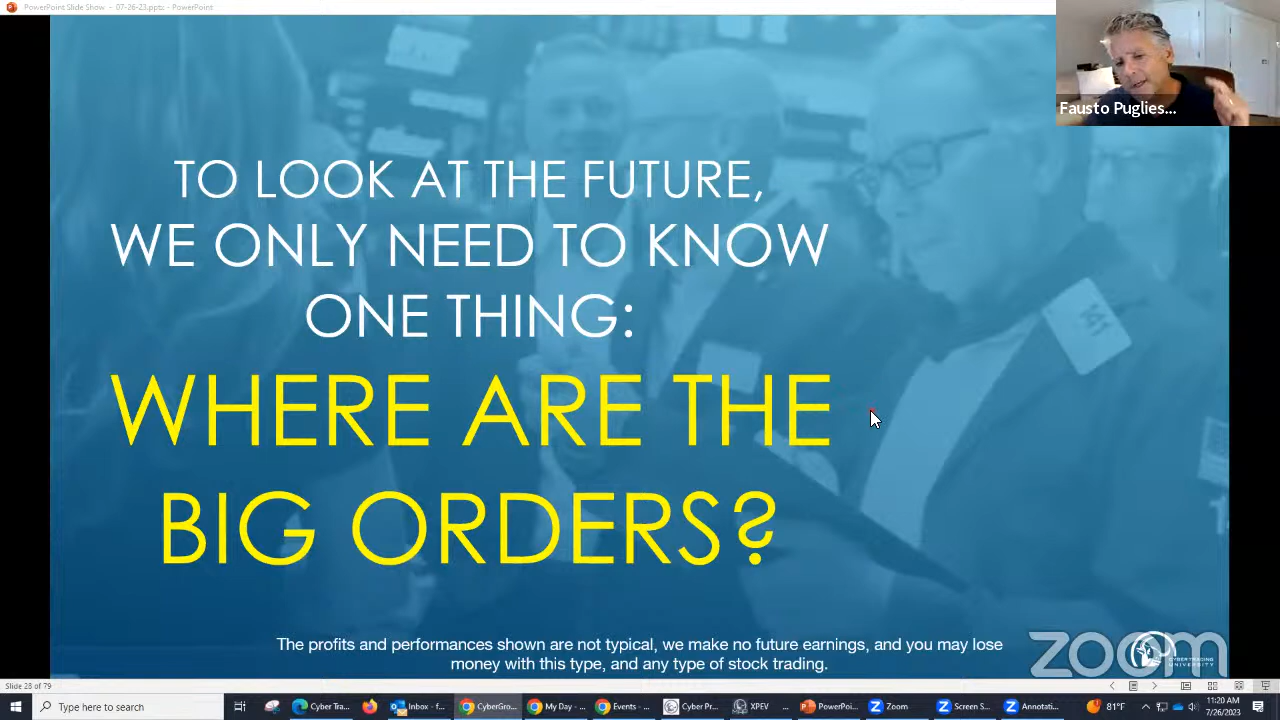 PowerPoint Slide Show - 07-26-23.pptx - PowerPoint
Fausto Puglies...
TO LOOK AT THE FUTURE,
WE ONLY NEED TO KNOW
ONE THING:
WHERE ARE THE
BIG ORDERS?
141
The profits and performances shown are not typical, we make no future earnings, and you may lose
money with this type, and any type of stock trading.
zoom
CYBERTRADING
UNIVERSITY
Slide 28 of 79
Type here to search
Cyber Tra...
Inbox - f...
CyberGro...
My Day - ...
Events - ...
Cyber Pr...
XPEV ...
PowerPoi...
Zoom
Screen S...
Annotati...
81°F
11:20 AM
7/26/2023